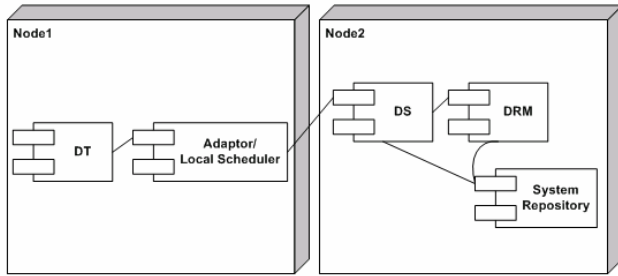 Node1
DT
Adaptor/
Local Scheduler
Node2
DS
DRM
System
Repository